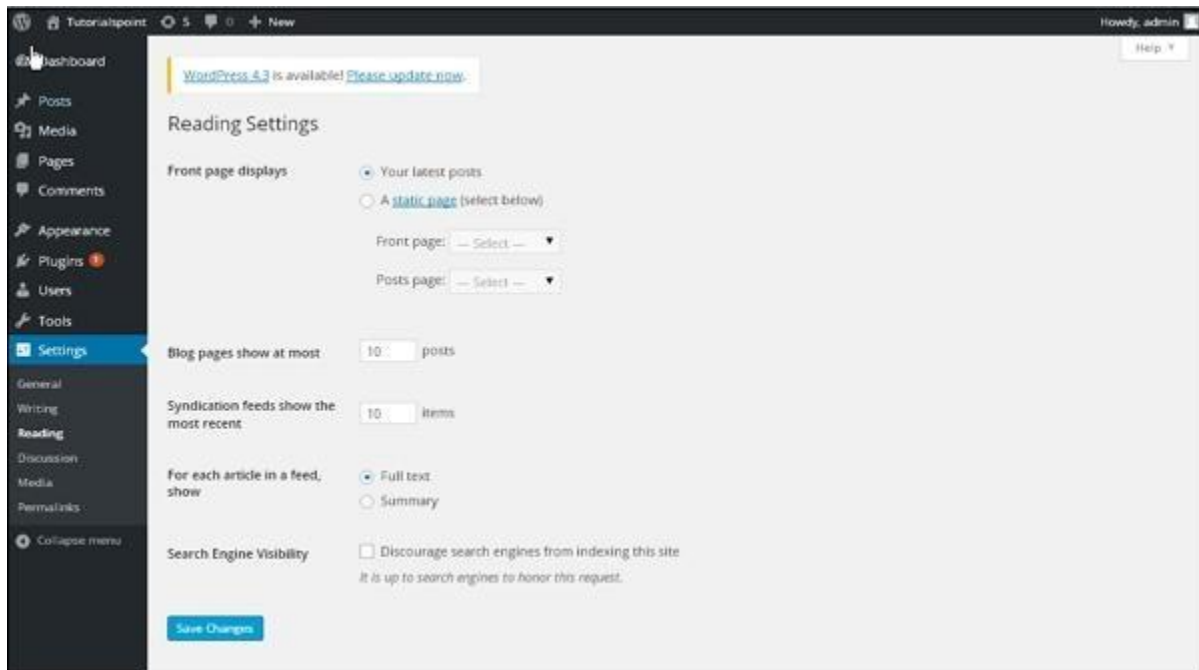 Tutorialspoint 5 0 + New Howdy, admin
Help ▼
Dashboard
WordPress 4.3 is available! Please update now.
Posts
Media
Pages
Comments
Appearance
Plugins 1
Users
Tools
Settings
General
Writing
Reading
Discussion
Media
Permalinks
Collapse menu
Reading Settings
Front page displays
Your latest posts
A static page (select below)
Front page: — Select — ▼
Posts page: — Select — ▼
Blog pages show at most 10 posts
Syndication feeds show the
most recent
10 items
For each article in a feed,
show
Full text
Summary
Search Engine Visibility
Discourage search engines from indexing this site
It is up to search engines to honor this request.
Save Changes